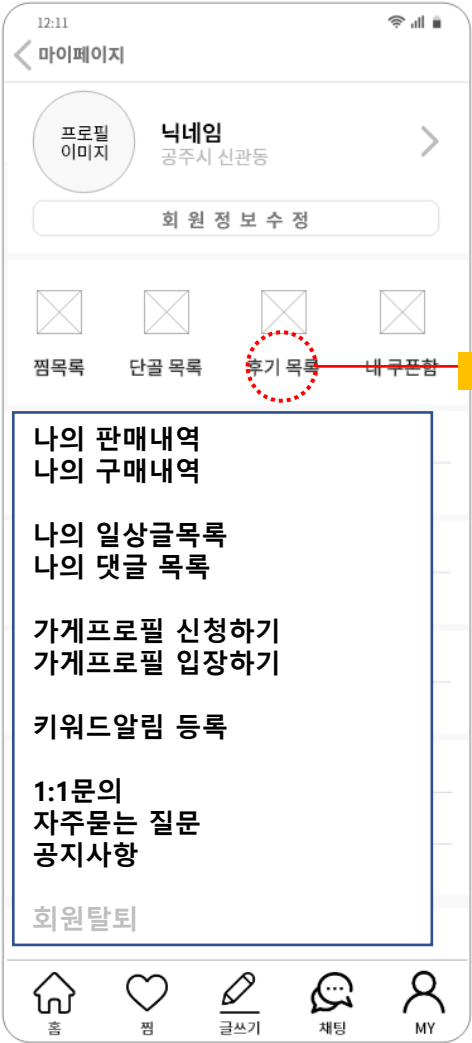 12:11
마이페이지
프로필
이미지
닉네임
공주시 신관동
회 원 정 보 수 정
찜목록 단골 목록 후기 목록 내 쿠폰함
나의 판매내역
나의 구매내역
나의 일상글목록
나의 댓글 목록
가게프로필 신청하기
가게프로필 입장하기
키워드알림 등록
1:1문의
자주묻는 질문
공지사항
회원탈퇴
홈 찜 글쓰기 채팅 MY